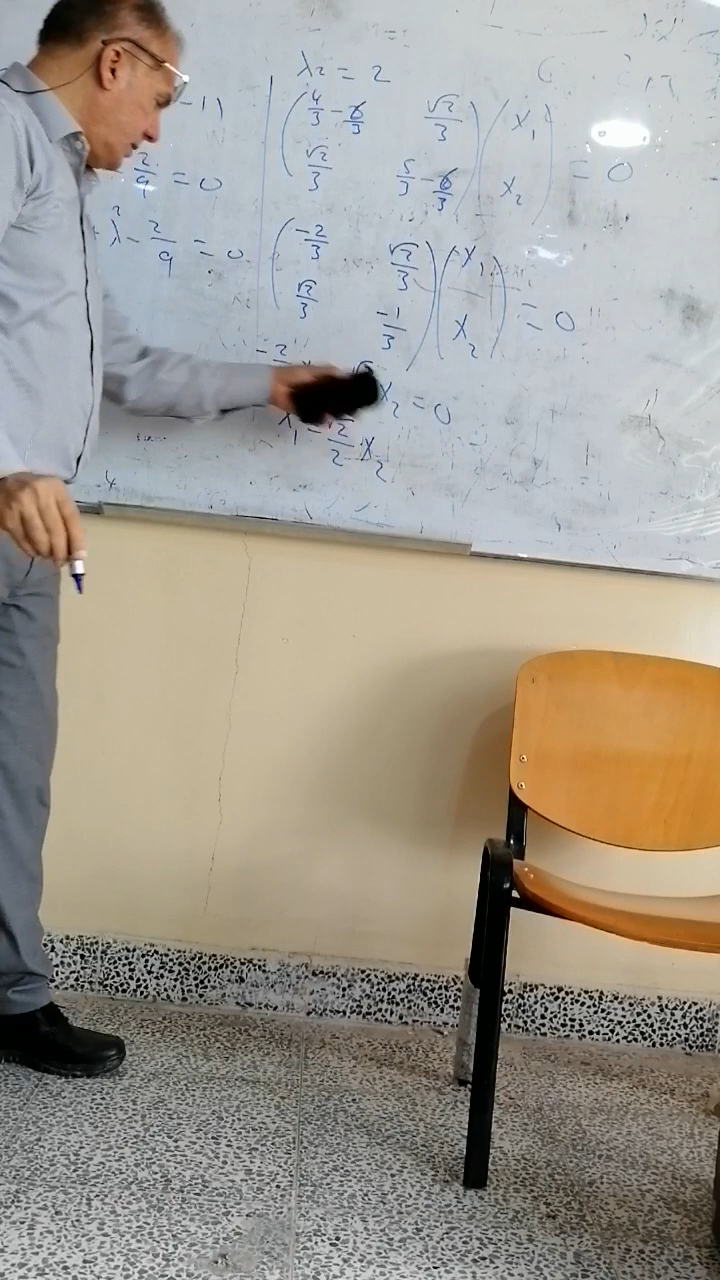 λ₂ = 2
-1)
( 4/3 - 6/3   √2/3 ) ( x₁ )
( √2/3   5/3 - 6/3 ) ( x₂ ) = 0
2/9 = 0
λ² - 2/9 = 0
( -2/3   √2/3 ) ( x₁ )
( √2/3   -1/3 ) ( x₂ ) = 0
-2 x₂ = 0
x₁ = √2/2 x₂